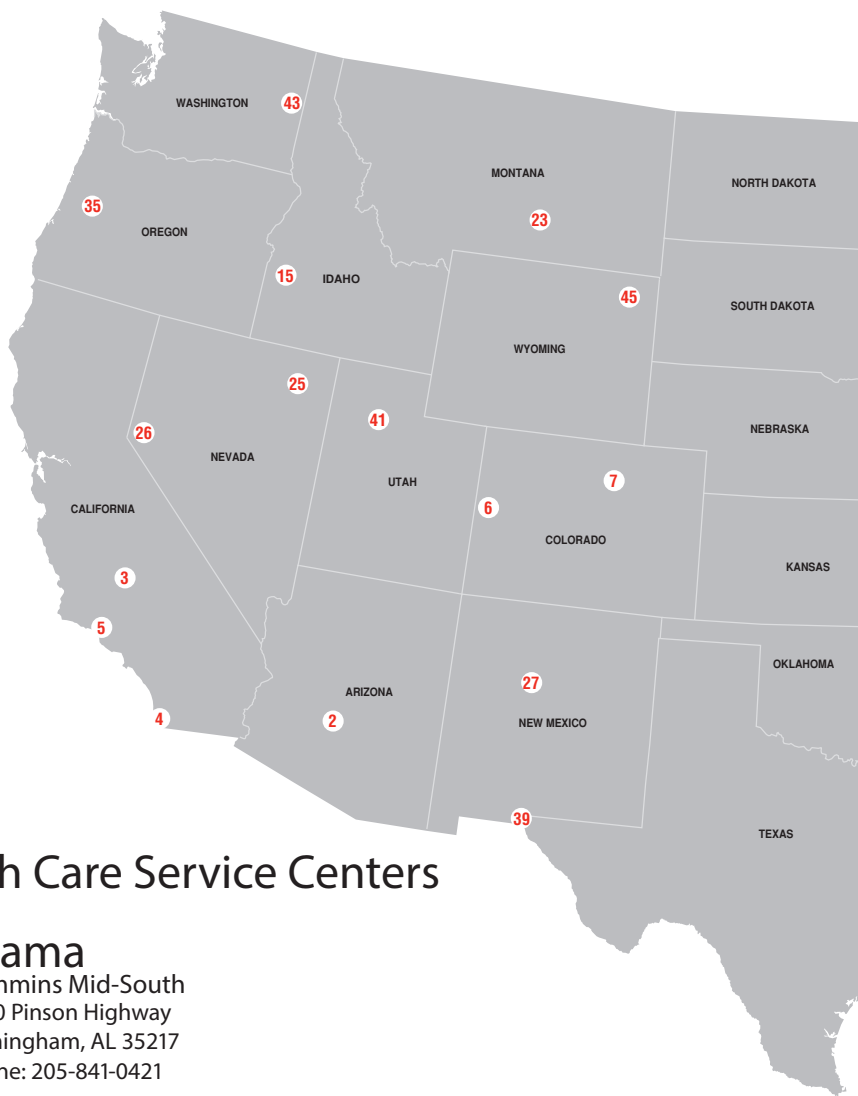 WASHINGTON
43
MONTANA
NORTH DAKOTA
35
OREGON
23
15
IDAHO
45
SOUTH DAKOTA
WYOMING
25
41
26
NEVADA
NEBRASKA
UTAH
7
6
CALIFORNIA
COLORADO
KANSAS
3
5
OKLAHOMA
27
ARIZONA
4
2
NEW MEXICO
39
TEXAS
h Care Service Centers
ama
nmins Mid-South
0 Pinson Highway
ningham, AL 35217
ne: 205-841-0421